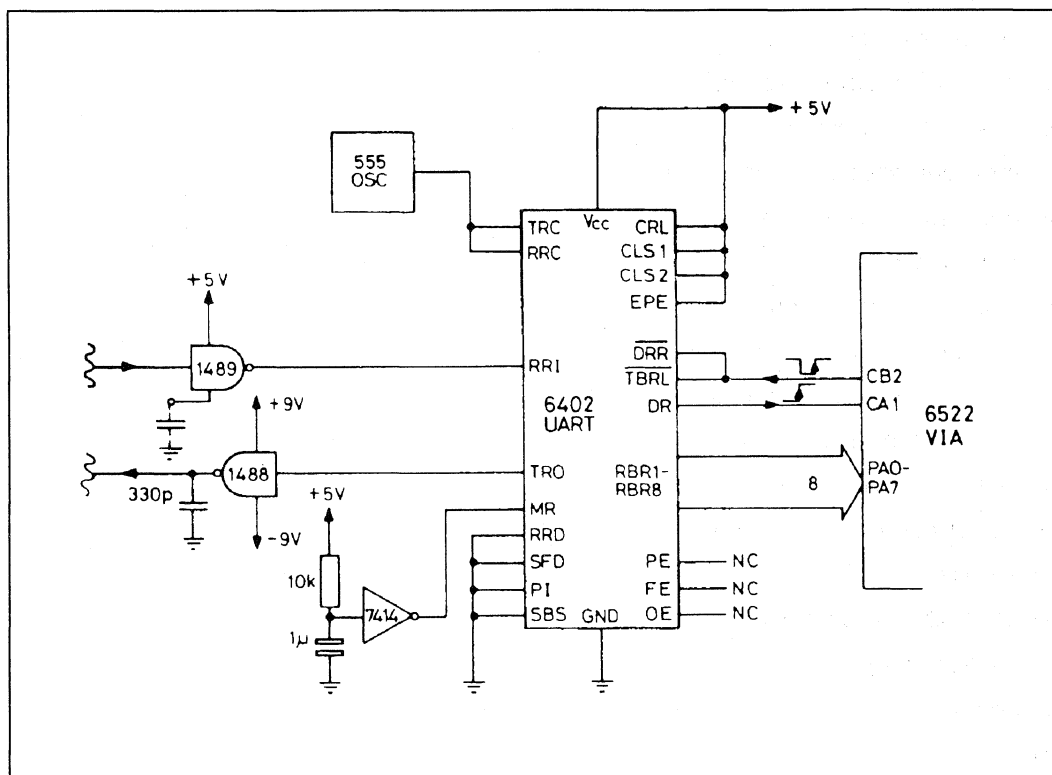 +5V
555
OSC
TRC
RRC
Vcc
CRL
CLS1
CLS2
EPE
+5V
1489
RRI
DRR
TBRL
DR
CB2
CA1
6522
VIA
+9V
6402
UART
1488
330p
-9V
TRO
RBR1-
RBR8
8
PA0-
PA7
+5V
MR
RRD
SFD
PI
SBS
10k
7414
1μ
GND
PE
NC
FE
NC
OE
NC